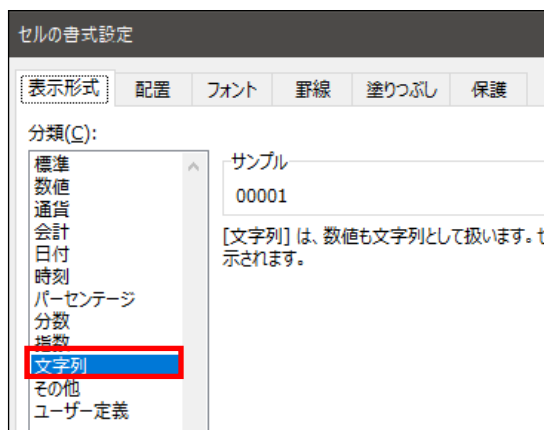 セルの書式設定
表示形式 配置 フォント 罫線 塗りつぶし 保護
分類(C):
標準
数値
通貨
会計
日付
時刻
パーセンテージ
分数
指数
文字列
その他
ユーザー定義
サンプル
00001
[文字列] は、数値も文字列として扱います。セ
示されます。